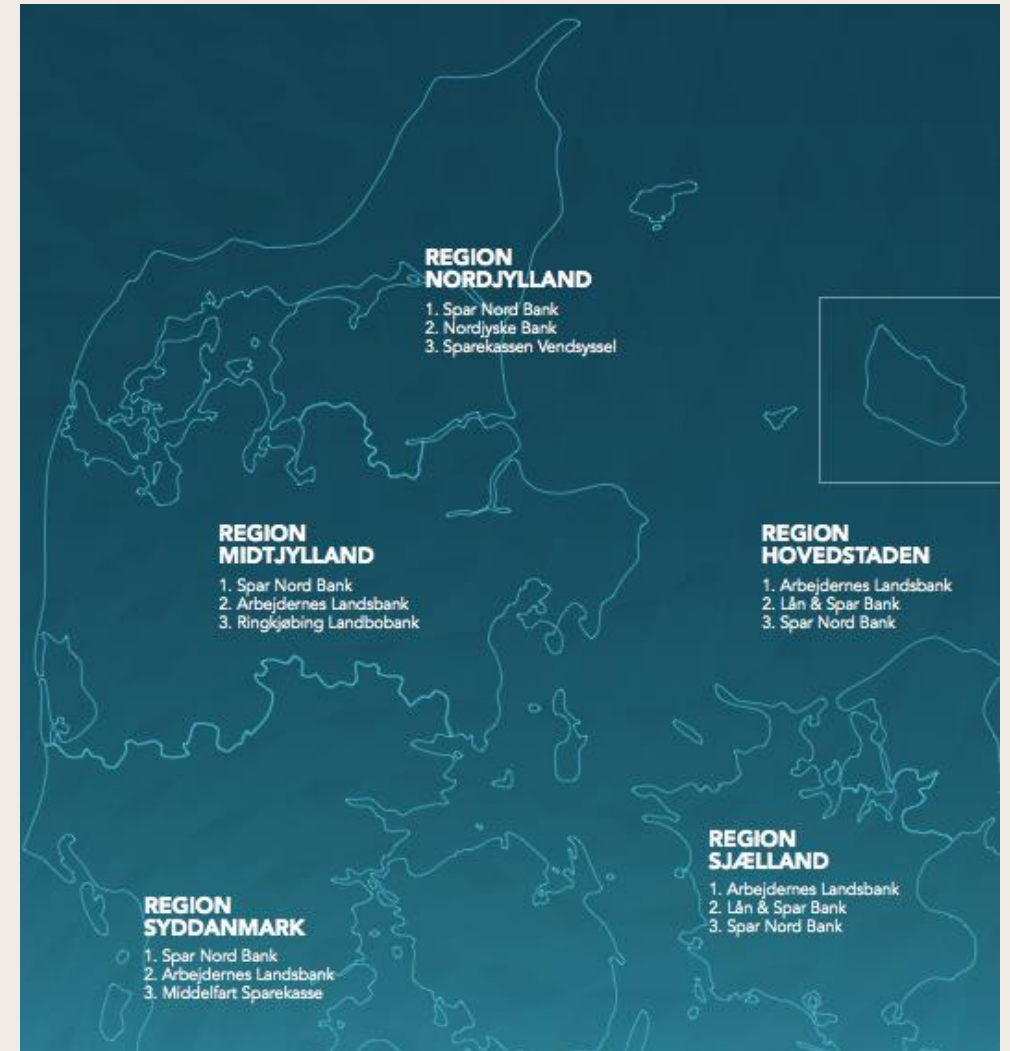 REGION
NORDJYLLAND
1. Spar Nord Bank
2. Nordjyske Bank
3. Sparekassen Vendsyssel
REGION
MIDTJYLLAND
1. Spar Nord Bank
2. Arbejdernes Landsbank
3. Ringkjøbing Landbobank
REGION
HOVEDSTADEN
1. Arbejdernes Landsbank
2. Lån & Spar Bank
3. Spar Nord Bank
REGION
SJÆLLAND
1. Arbejdernes Landsbank
2. Lån & Spar Bank
3. Spar Nord Bank
REGION
SYDDANMARK
1. Spar Nord Bank
2. Arbejdernes Landsbank
3. Middelfart Sparekasse